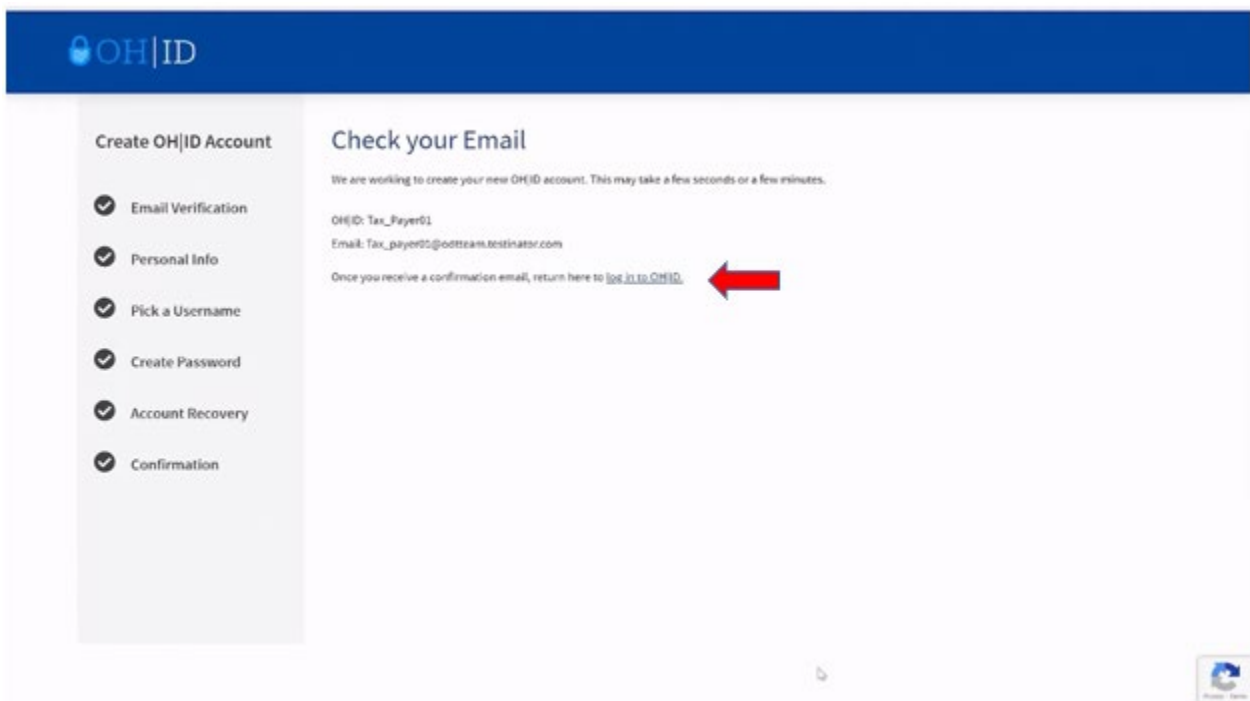 OH|ID
Create OH|ID Account
Email Verification
Personal Info
Pick a Username
Create Password
Account Recovery
Confirmation
Check your Email
We are working to create your new OH|ID account. This may take a few seconds or a few minutes.
OH|ID: Tax_Payer01
Email: Tax_payer01@odtteam.testinator.com
Once you receive a confirmation email, return here to log in to OH|ID.
Privacy - Terms